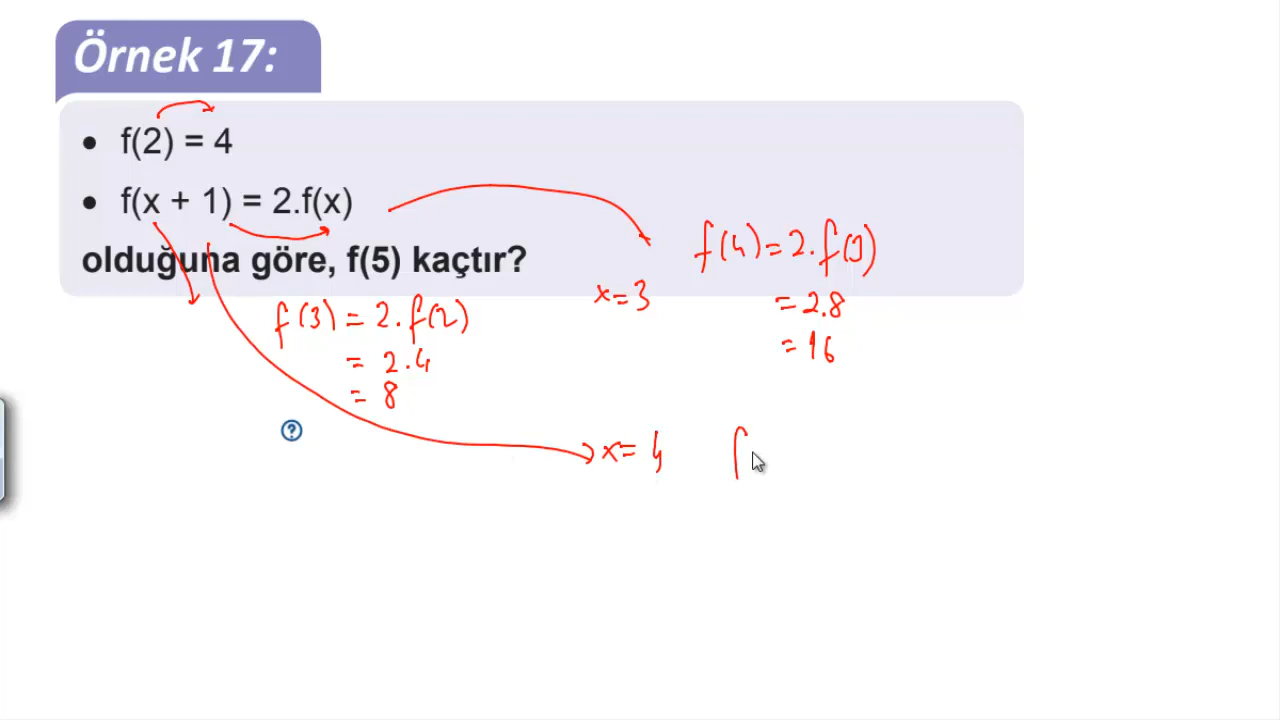 Örnek 17:
• f(2) = 4
• f(x + 1) = 2.f(x)
olduğuna göre, f(5) kaçtır?
f(3) = 2.f(2)
= 2.4
= 8
x=3
f(4) = 2.f(3)
= 2.8
= 16
x= 4
f